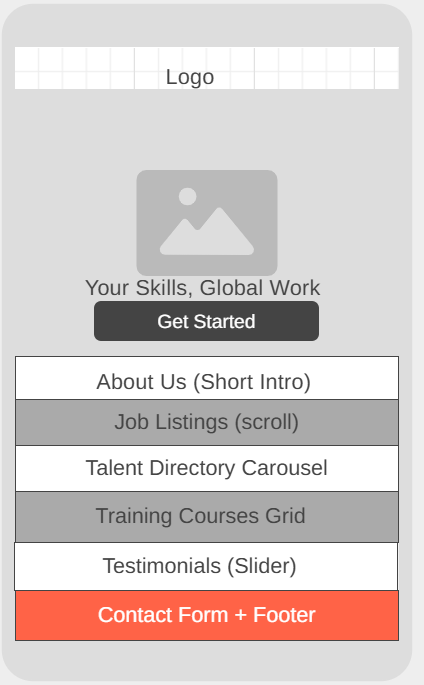 Logo
Your Skills, Global Work
Get Started
About Us (Short Intro)
Job Listings (scroll)
Talent Directory Carousel
Training Courses Grid
Testimonials (Slider)
Contact Form + Footer